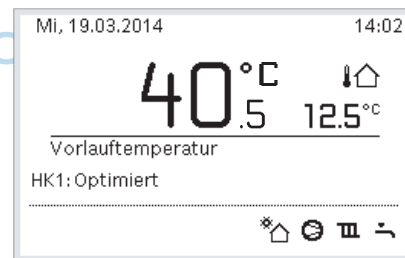 Mi, 19.03.2014 14:02
40.5 °C
12.5°C
Vorlauftemperatur
HK1: Optimiert